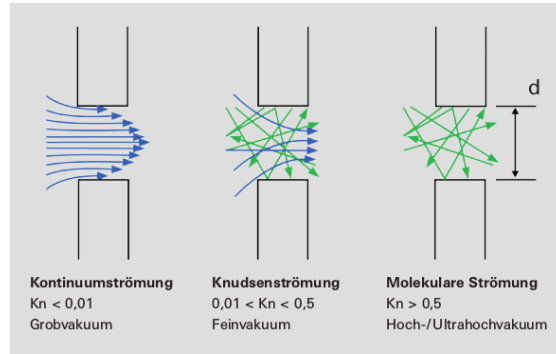 d
Kontinuumströmung
Kn < 0,01
Grobvakuum
Knudsenströmung
0,01 < Kn < 0,5
Feinvakuum
Molekulare Strömung
Kn > 0,5
Hoch-/Ultrahochvakuum